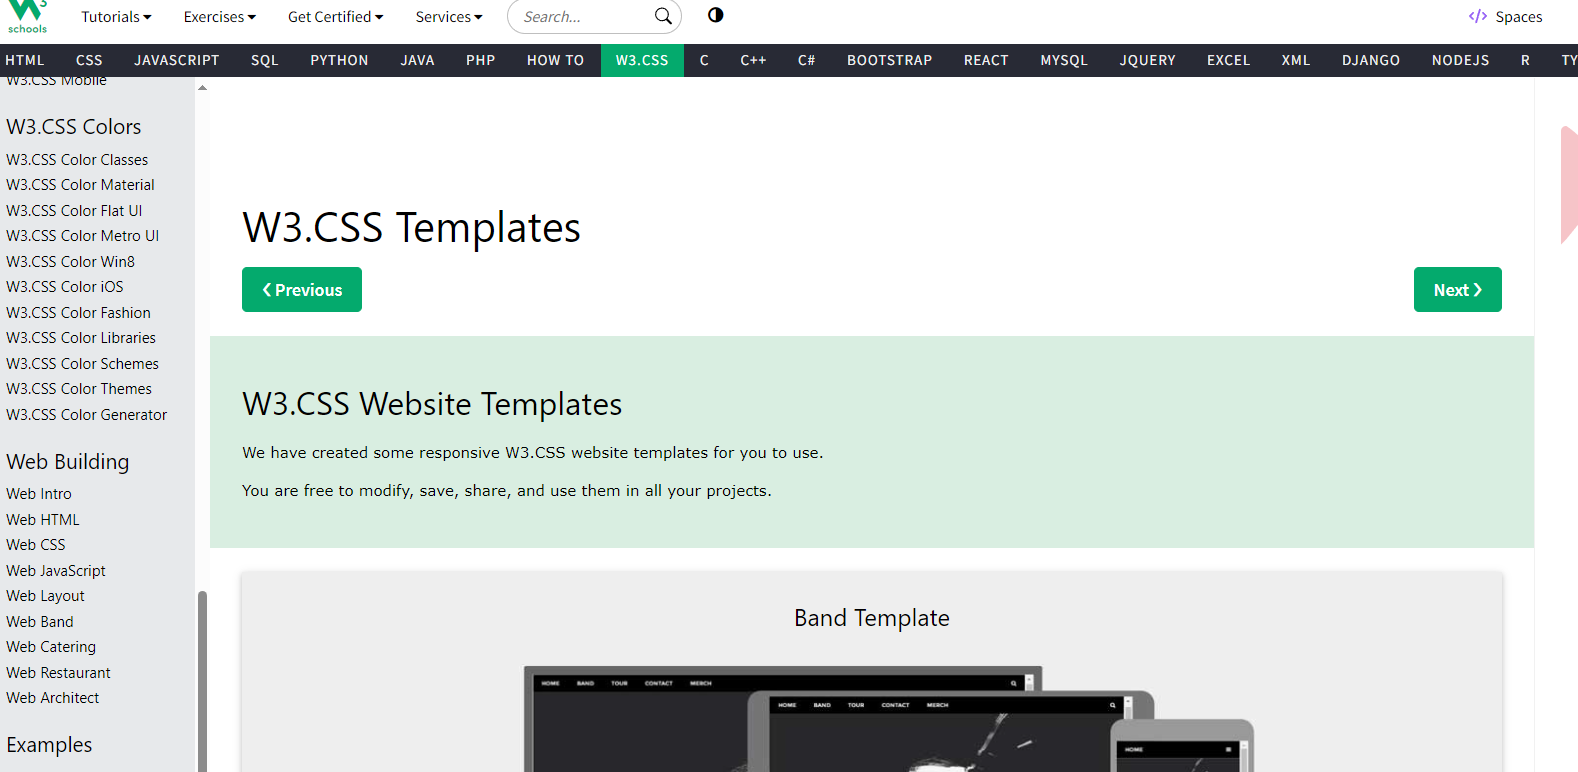 W3
schools
Tutorials
Exercises
Get Certified
Services
Search...
Spaces
HTML CSS JAVASCRIPT SQL PYTHON JAVA PHP HOW TO W3.CSS C C++ C# BOOTSTRAP REACT MYSQL JQUERY EXCEL XML DJANGO NODEJS R TY
W3.CSS Mobile
W3.CSS Colors
W3.CSS Color Classes
W3.CSS Color Material
W3.CSS Color Flat UI
W3.CSS Color Metro UI
W3.CSS Color Win8
W3.CSS Color iOS
W3.CSS Color Fashion
W3.CSS Color Libraries
W3.CSS Color Schemes
W3.CSS Color Themes
W3.CSS Color Generator
Web Building
Web Intro
Web HTML
Web CSS
Web JavaScript
Web Layout
Web Band
Web Catering
Web Restaurant
Web Architect
Examples
W3.CSS Templates
❮ Previous
Next ❯
W3.CSS Website Templates
We have created some responsive W3.CSS website templates for you to use.
You are free to modify, save, share, and use them in all your projects.
Band Template
HOME BAND TOUR CONTACT MERCH
HOME BAND TOUR CONTACT MERCH
HOME